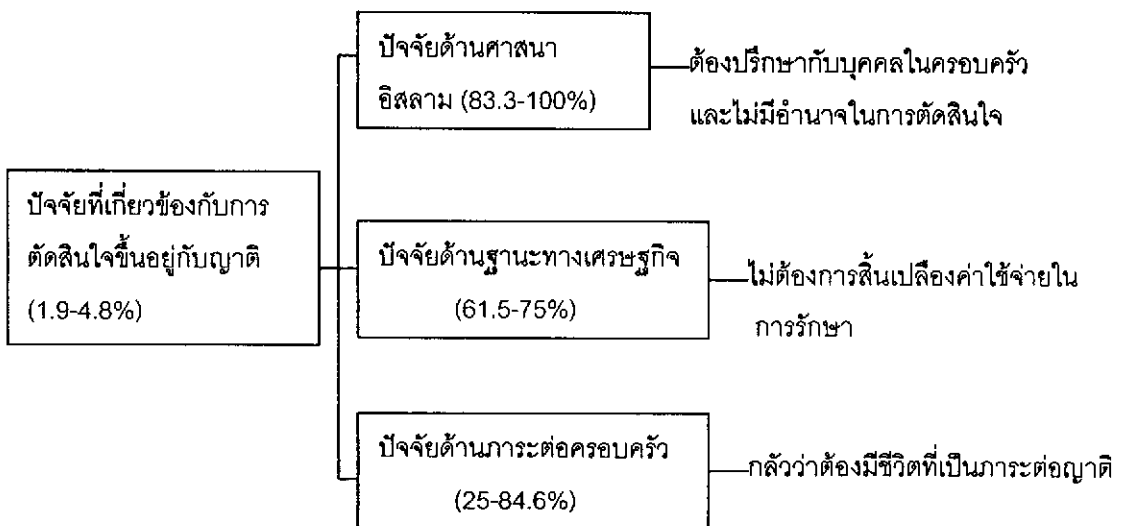 ปัจจัยด้านศาสนา
อิสลาม (83.3-100%)
ต้องปรึกษากับบุคคลในครอบครัว
และไม่มีอำนาจในการตัดสินใจ
ปัจจัยที่เกี่ยวข้องกับการ
ตัดสินใจขึ้นอยู่กับญาติ
(1.9-4.8%)
ปัจจัยด้านฐานะทางเศรษฐกิจ
(61.5-75%)
ไม่ต้องการสิ้นเปลืองค่าใช้จ่ายใน
การรักษา
ปัจจัยด้านภาระต่อครอบครัว
(25-84.6%)
กลัวว่าต้องมีชีวิตที่เป็นภาระต่อญาติ